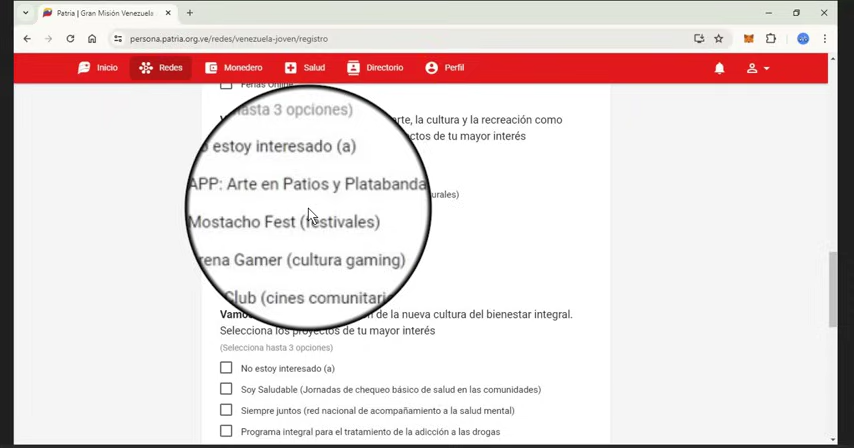 Patria | Gran Misión Venezuela
persona.patria.org.ve/redes/venezuela-joven/registro
Inicio
Redes
Monedero
Salud
Directorio
Perfil
Ferias Online
hasta 3 opciones)
arte, la cultura y la recreación como
ectos de tu mayor interés
estoy interesado (a)
APP: Arte en Patios y Platabanda
urales)
Mostacho Fest (festivales)
rena Gamer (cultura gaming)
Club (cines comunitari
Vamos de la nueva cultura del bienestar integral.
Selecciona los proyectos de tu mayor interés
(Selecciona hasta 3 opciones)
No estoy interesado (a)
Soy Saludable (Jornadas de chequeo básico de salud en las comunidades)
Siempre juntos (red nacional de acompañamiento a la salud mental)
Programa integral para el tratamiento de la adicción a las drogas